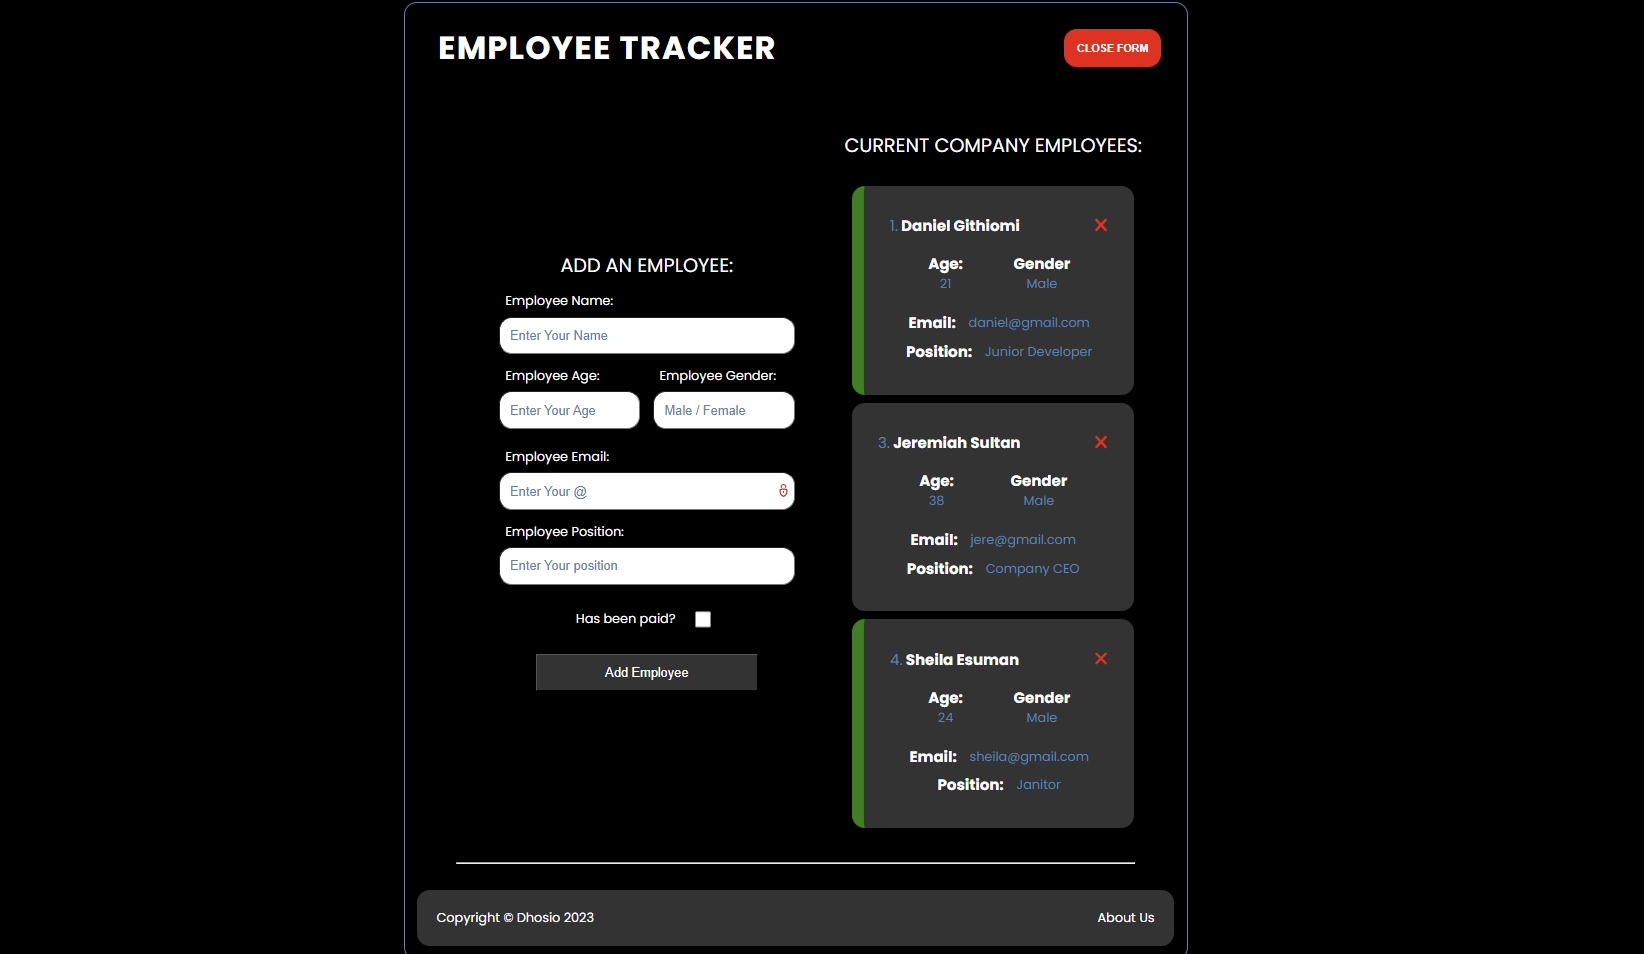 EMPLOYEE TRACKER
CLOSE FORM
ADD AN EMPLOYEE:
Employee Name:
Enter Your Name
Employee Age:
Employee Gender:
Enter Your Age
Male / Female
Employee Email:
Enter Your @
Employee Position:
Enter Your position
Has been paid?
Add Employee
CURRENT COMPANY EMPLOYEES:
1. Daniel Githiomi
Age: Gender
21 Male
Email: daniel@gmail.com
Position: Junior Developer
3. Jeremiah Sultan
Age: Gender
38 Male
Email: jere@gmail.com
Position: Company CEO
4. Sheila Esuman
Age: Gender
24 Male
Email: sheila@gmail.com
Position: Janitor
Copyright © Dhosio 2023
About Us